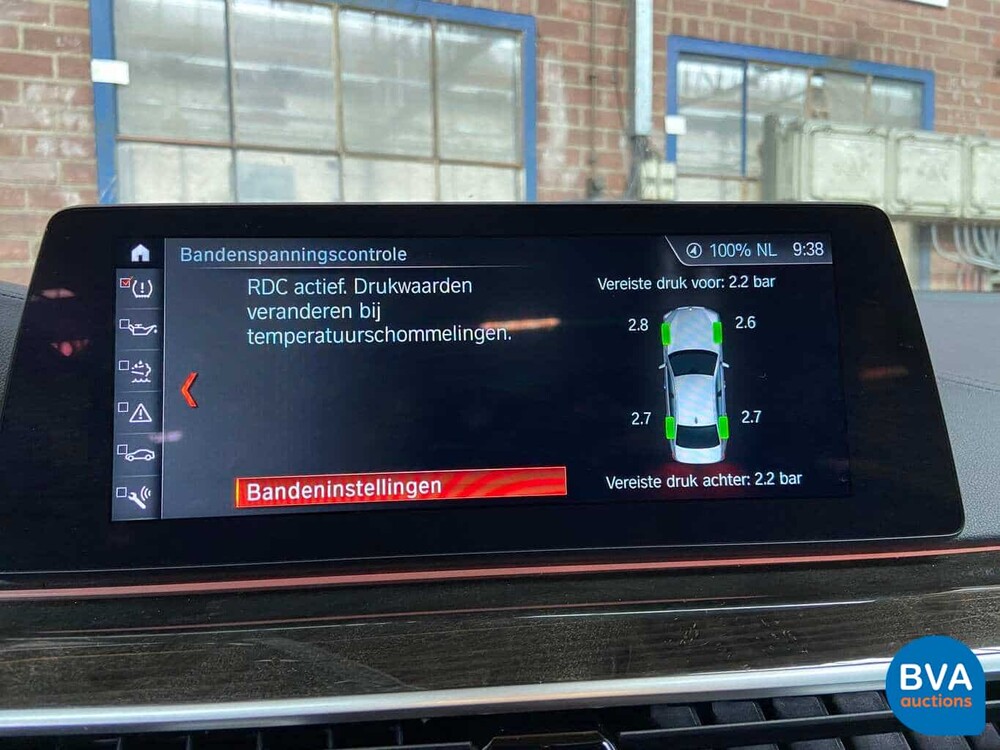 Bandenspanningscontrole
100% NL 9:38
RDC actief. Drukwaarden
veranderen bij
temperatuurschommelingen.
Vereiste druk voor: 2.2 bar
2.8 2.6
2.7 2.7
Bandeninstellingen
Vereiste druk achter: 2.2 bar
BVA
auctions